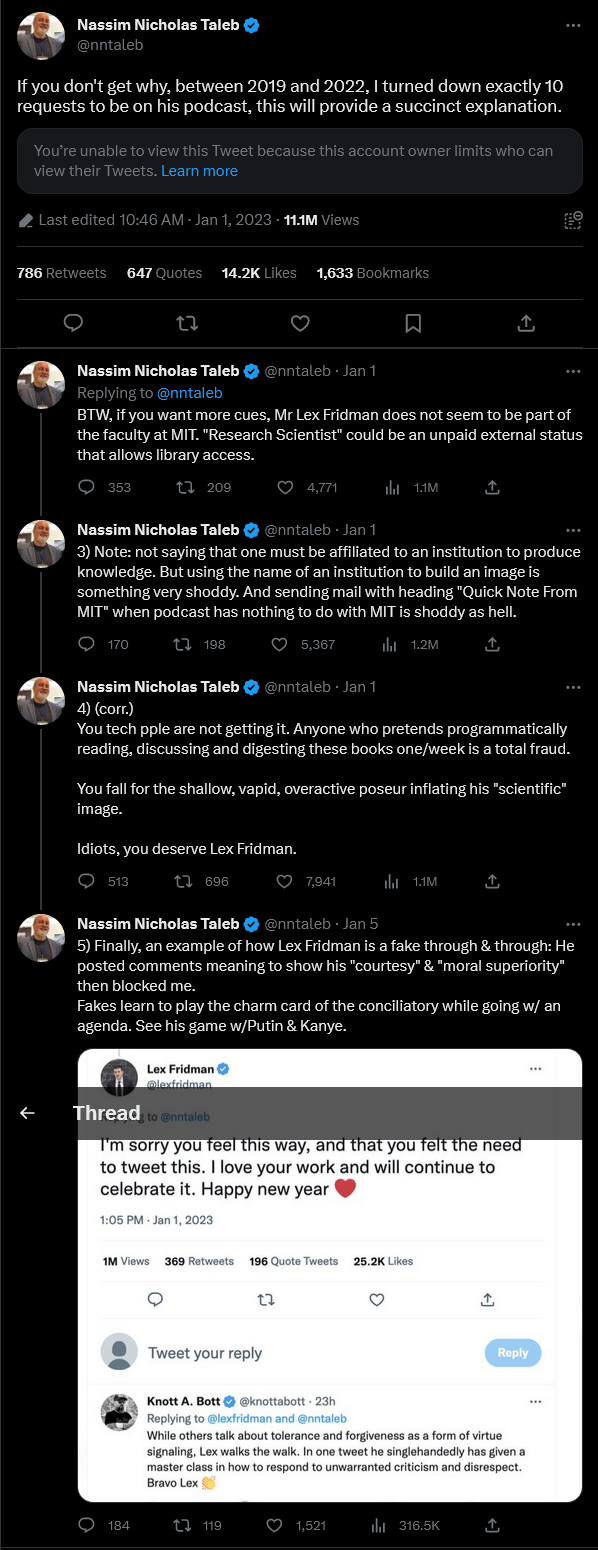 Nassim Nicholas Taleb
@nntaleb
If you don't get why, between 2019 and 2022, I turned down exactly 10
requests to be on his podcast, this will provide a succinct explanation.
You're unable to view this Tweet because this account owner limits who can
view their Tweets. Learn more
Last edited 10:46 AM · Jan 1, 2023 · 11.1M Views
786 Retweets 647 Quotes 14.2K Likes 1,633 Bookmarks
Nassim Nicholas Taleb @nntaleb · Jan 1
Replying to @nntaleb
BTW, if you want more cues, Mr Lex Fridman does not seem to be part of
the faculty at MIT. "Research Scientist" could be an unpaid external status
that allows library access.
353 209 4,771 1.1M
Nassim Nicholas Taleb @nntaleb · Jan 1
3) Note: not saying that one must be affiliated to an institution to produce
knowledge. But using the name of an institution to build an image is
something very shoddy. And sending mail with heading "Quick Note From
MIT" when podcast has nothing to do with MIT is shoddy as hell.
170 198 5,367 1.2M
Nassim Nicholas Taleb @nntaleb · Jan 1
4) (corr.)
You tech pple are not getting it. Anyone who pretends programmatically
reading, discussing and digesting these books one/week is a total fraud.
You fall for the shallow, vapid, overactive poseur inflating his "scientific"
image.
Idiots, you deserve Lex Fridman.
513 696 7,941 1.1M
Nassim Nicholas Taleb @nntaleb · Jan 5
5) Finally, an example of how Lex Fridman is a fake through & through: He
posted comments meaning to show his "courtesy" & "moral superiority"
then blocked me.
Fakes learn to play the charm card of the conciliatory while going w/ an
agenda. See his game w/Putin & Kanye.
Lex Fridman
@lexfridman
Thread
to @nntaleb
I'm sorry you feel this way, and that you felt the need
to tweet this. I love your work and will continue to
celebrate it. Happy new year ❤️
1:05 PM · Jan 1, 2023
1M Views 369 Retweets 196 Quote Tweets 25.2K Likes
Tweet your reply
Reply
Knott A. Bott @knottabott · 23h
Replying to @lexfridman and @nntaleb
While others talk about tolerance and forgiveness as a form of virtue
signaling, Lex walks the walk. In one tweet he singlehandedly has given a
master class in how to respond to unwarranted criticism and disrespect.
Bravo Lex 👏
184 119 1,521 316.5K